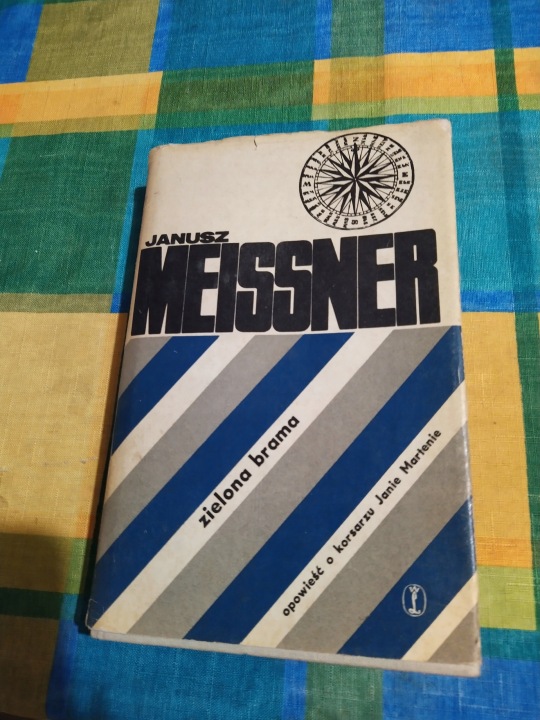 JANUSZ
MEISSNER
zielona brama
opowieść o korsarzu Janie Martenie